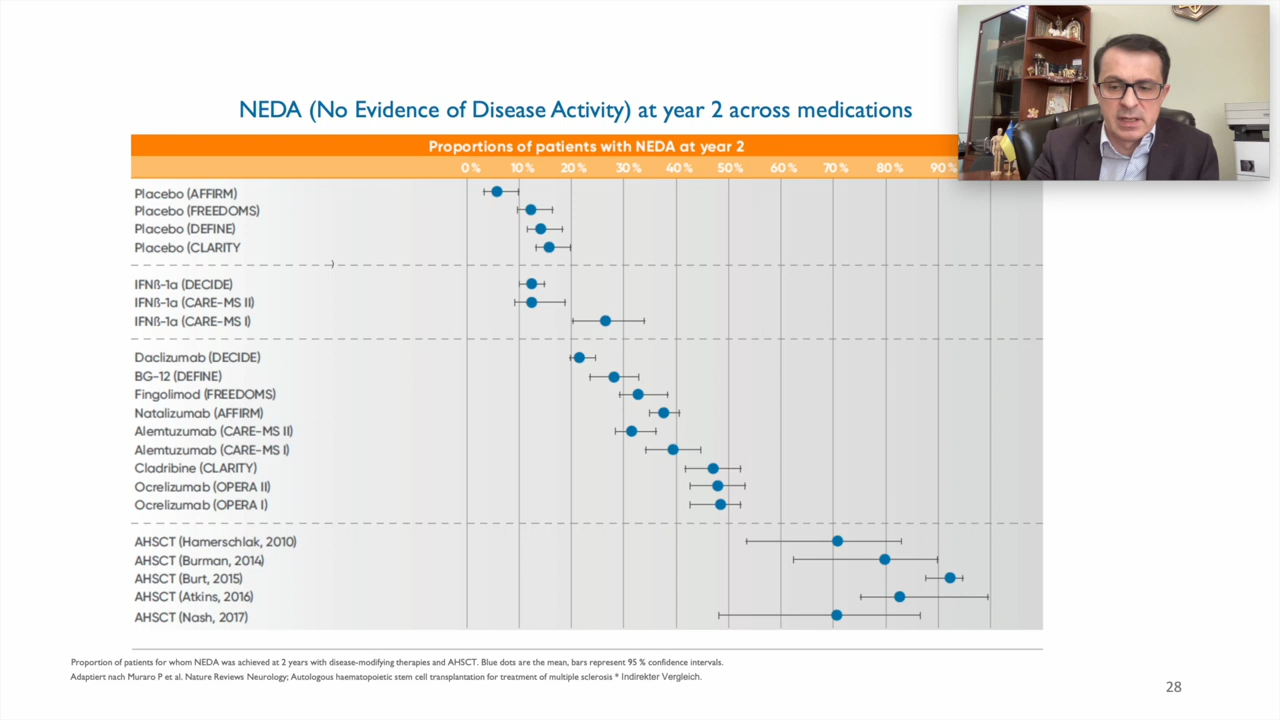 NEDA (No Evidence of Disease Activity) at year 2 across medications
Proportions of patients with NEDA at year 2
0 % 10 % 20 % 30 % 40 % 50 % 60 % 70 % 80 % 90 %
Placebo (AFFIRM)
Placebo (FREEDOMS)
Placebo (DEFINE)
Placebo (CLARITY
)
IFNß-1a (DECIDE)
IFNß-1a (CARE-MS II)
IFNß-1a (CARE-MS I)
Daclizumab (DECIDE)
BG-12 (DEFINE)
Fingolimod (FREEDOMS)
Natalizumab (AFFIRM)
Alemtuzumab (CARE-MS II)
Alemtuzumab (CARE-MS I)
Cladribine (CLARITY)
Ocrelizumab (OPERA II)
Ocrelizumab (OPERA I)
AHSCT (Hamerschlak, 2010)
AHSCT (Burman, 2014)
AHSCT (Burt, 2015)
AHSCT (Atkins, 2016)
AHSCT (Nash, 2017)
Proportion of patients for whom NEDA was achieved at 2 years with disease-modifying therapies and AHSCT. Blue dots are the mean, bars represent 95 % confidence intervals.
Adaptiert nach Muraro P et al. Nature Reviews Neurology; Autologous haematopoietic stem cell transplantation for treatment of multiple sclerosis * Indirekter Vergleich.
28